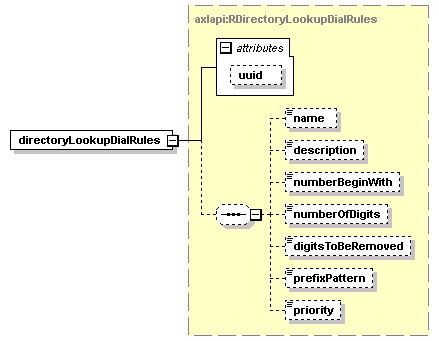 axlapi:RDirectoryLookupDialRules
attributes
uuid
directoryLookupDialRules
name
description
numberBeginWith
numberOfDigits
digitsToBeRemoved
prefixPattern
priority